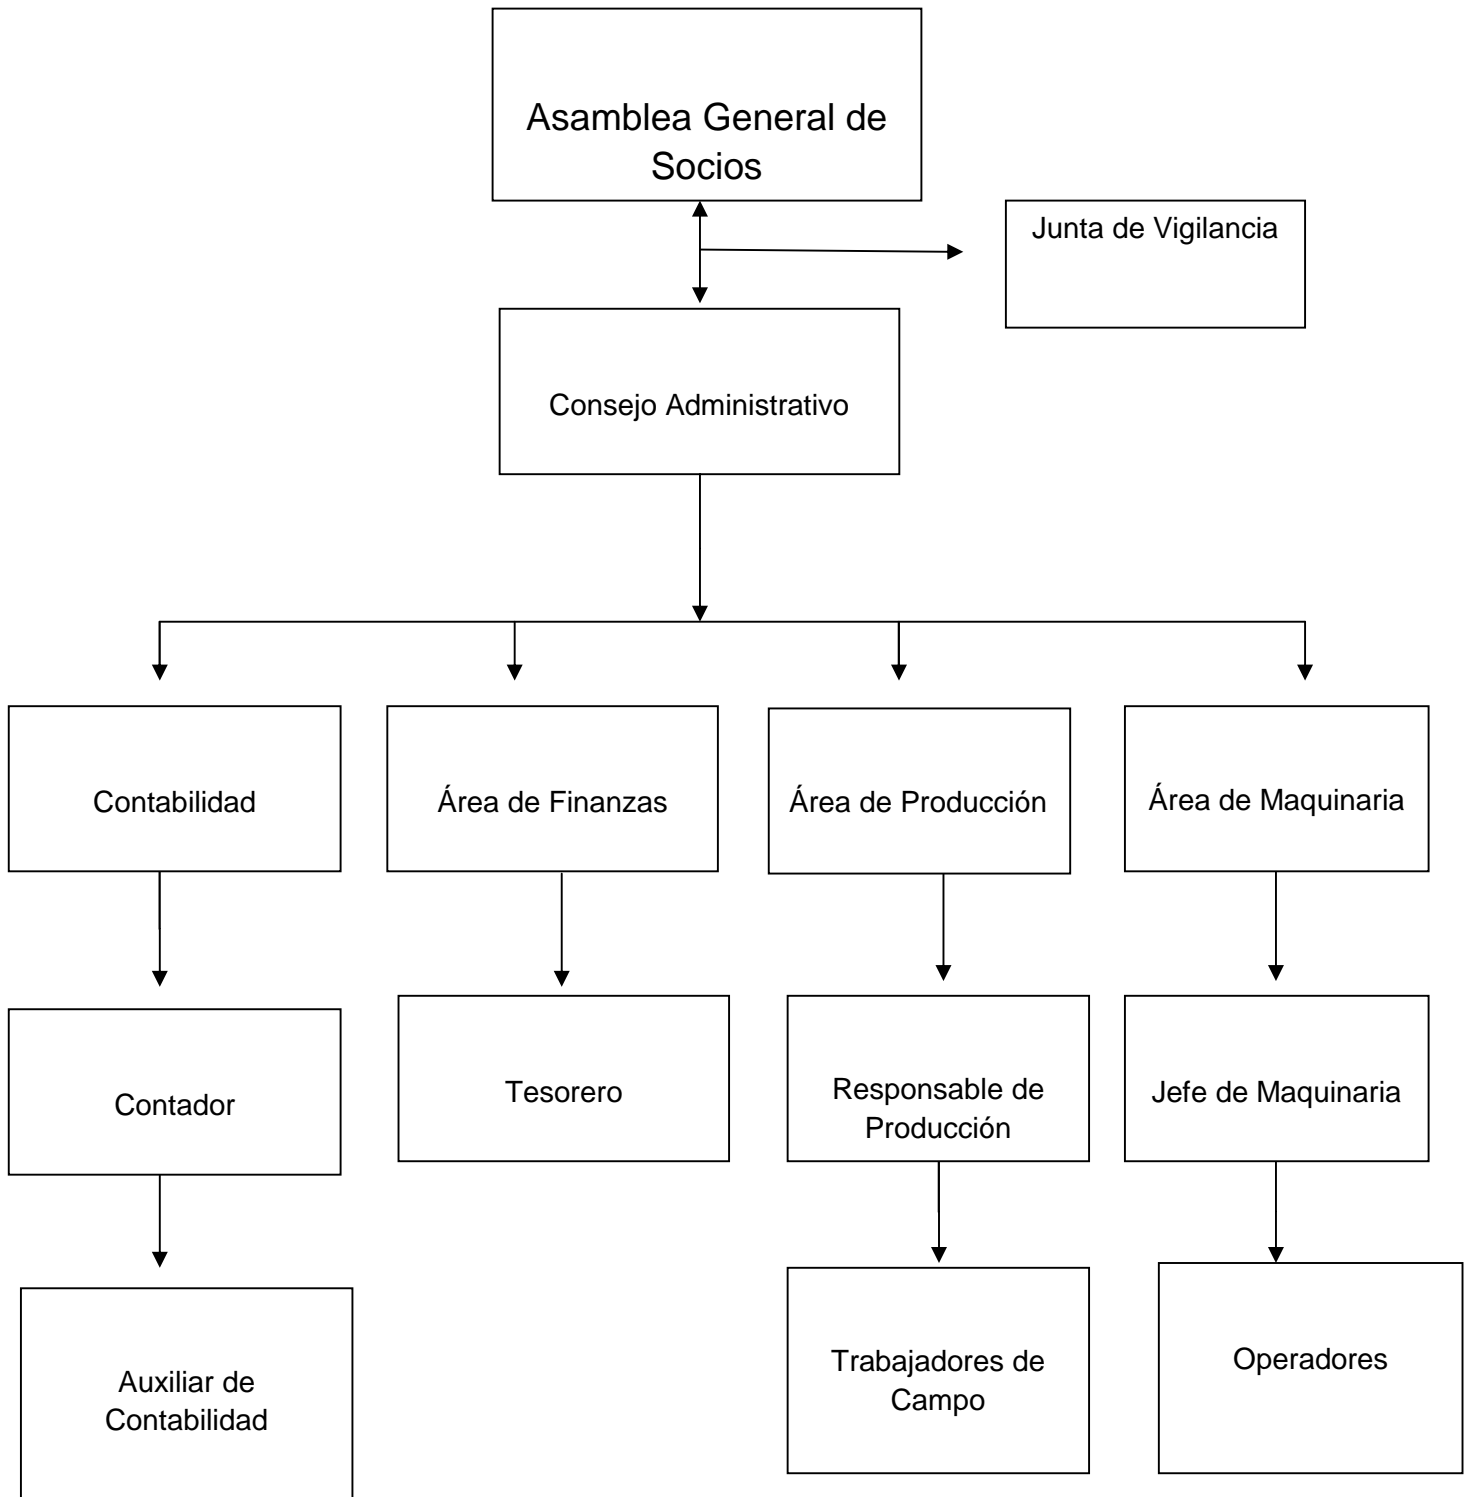 Asamblea General de
Socios
Junta de Vigilancia
Consejo Administrativo
Contabilidad
Área de Finanzas
Área de Producción
Área de Maquinaria
Contador
Tesorero
Responsable de
Producción
Jefe de Maquinaria
Auxiliar de
Contabilidad
Trabajadores de
Campo
Operadores